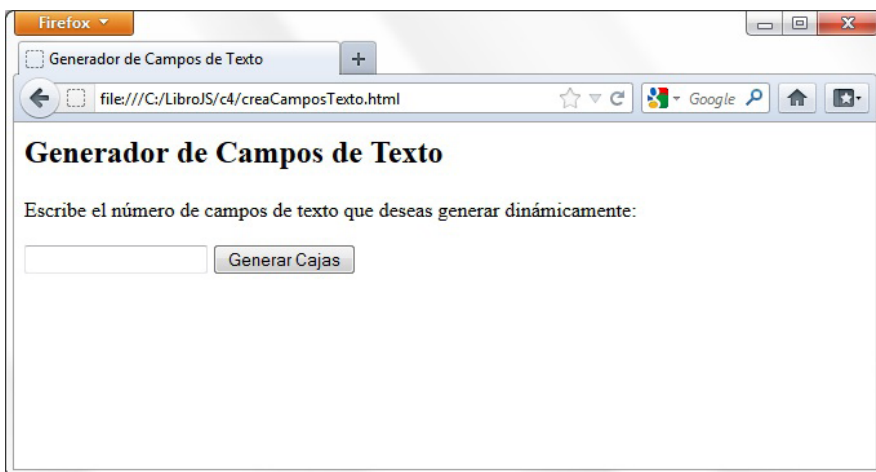 Firefox
Generador de Campos de Texto
file:///C:/LibroJS/c4/creaCamposTexto.html
Google
Generador de Campos de Texto
Escribe el número de campos de texto que deseas generar dinámicamente:
Generar Cajas